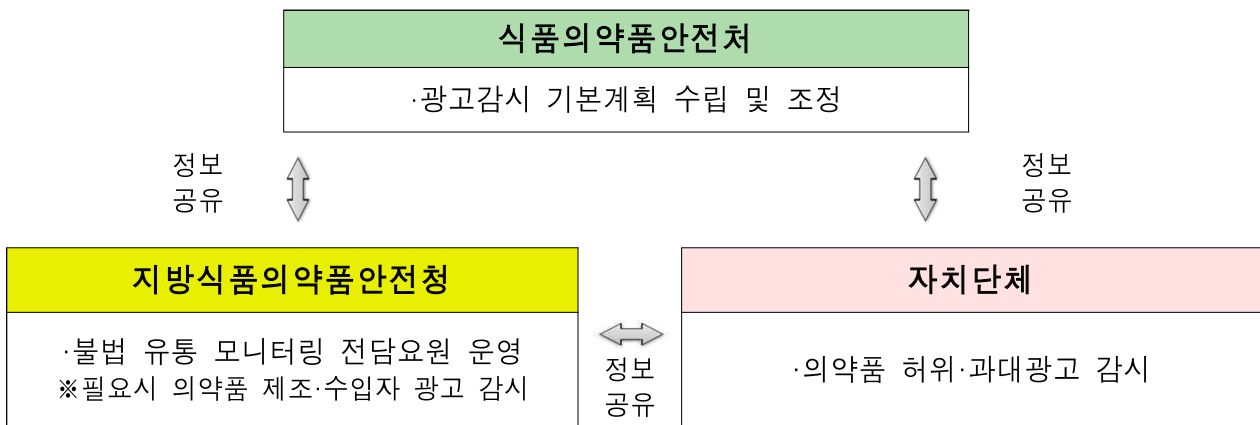 식품의약품안전처
·광고감시 기본계획 수립 및 조정
정보
공유
정보
공유
지방식품의약품안전청
·불법 유통 모니터링 전담요원 운영
※필요시 의약품 제조·수입자 광고 감시
정보
공유
자치단체
·의약품 허위·과대광고 감시